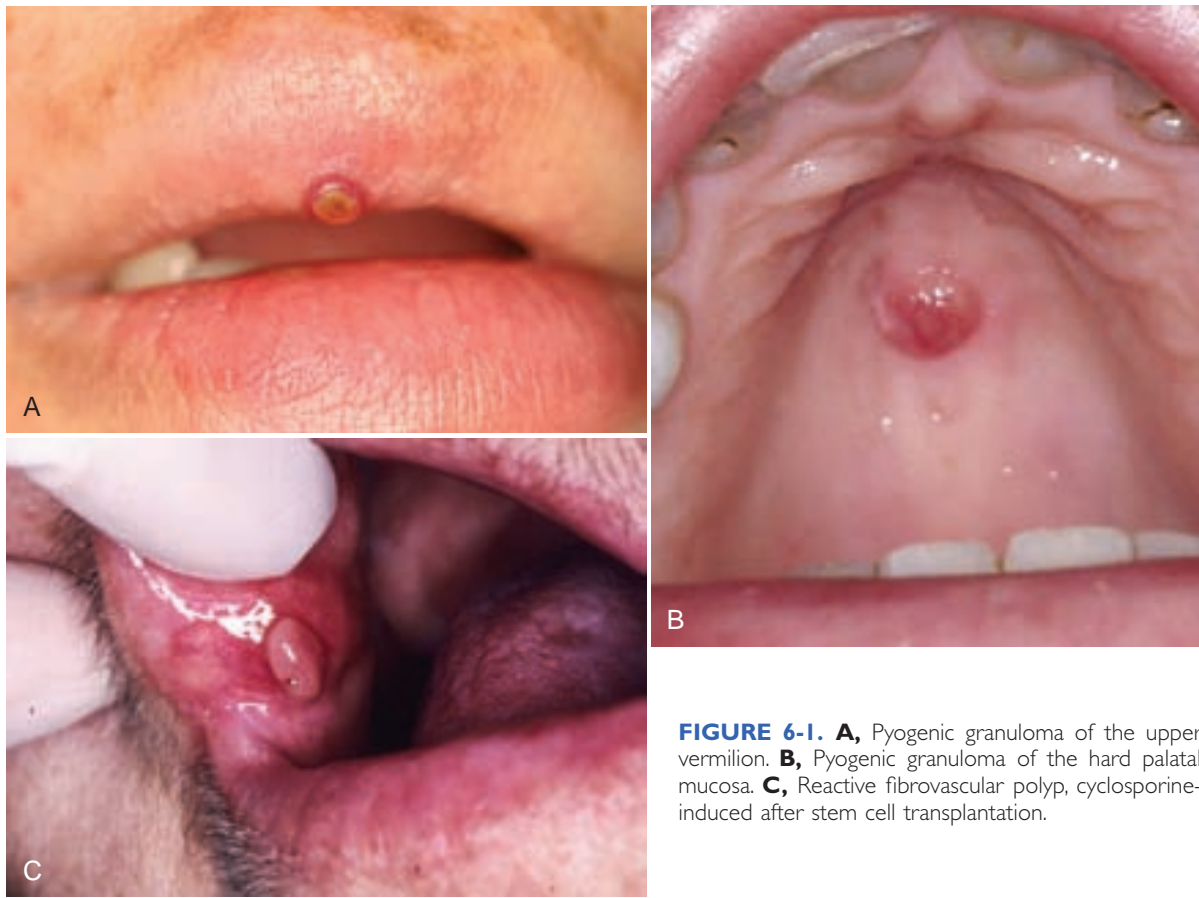 A
B
C
FIGURE 6-1. A, Pyogenic granuloma of the upper
vermilion. B, Pyogenic granuloma of the hard palatal
mucosa. C, Reactive fibrovascular polyp, cyclosporine-
induced after stem cell transplantation.